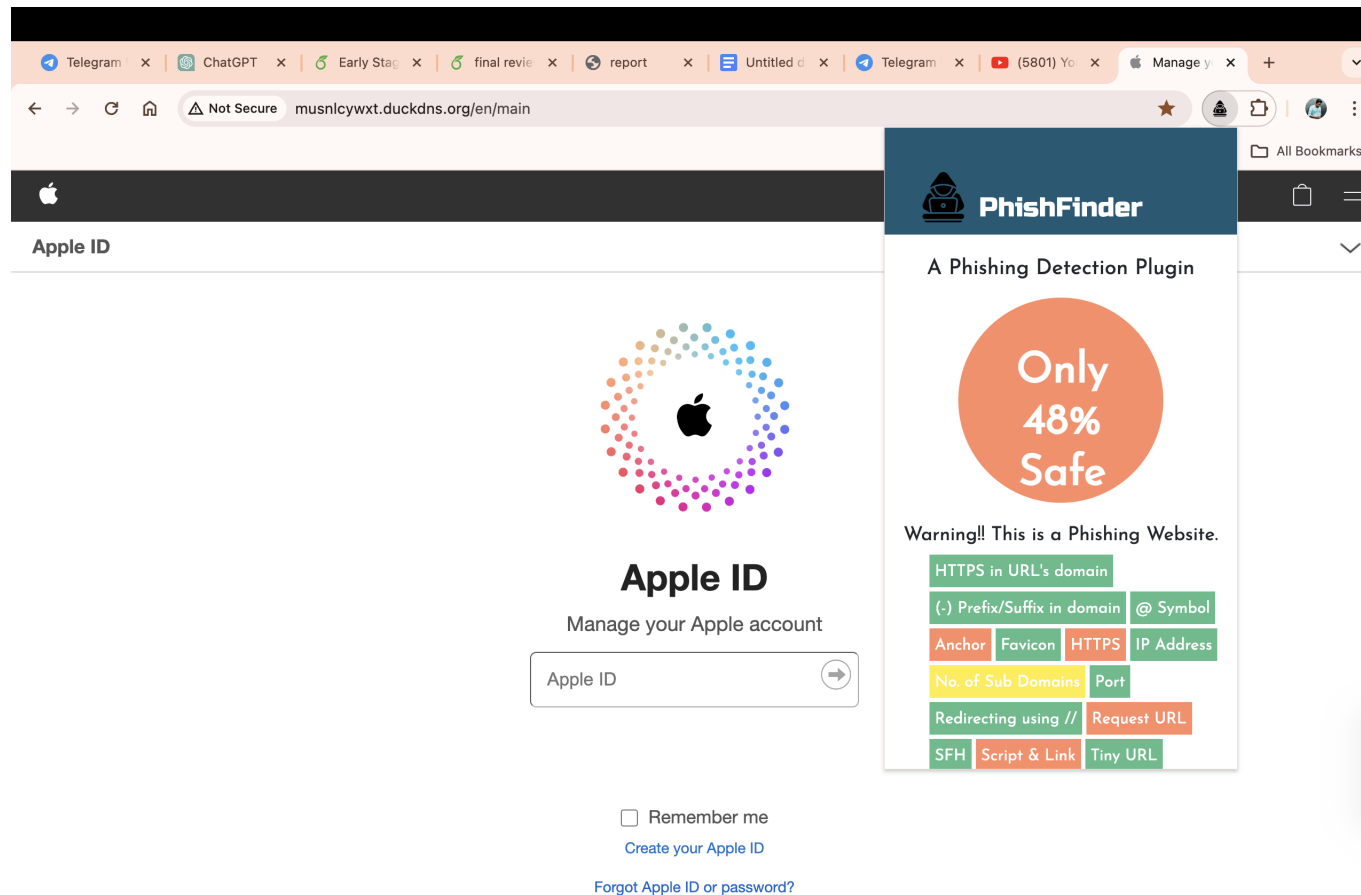 Telegram ChatGPT Early Stag final revie report Untitled d Telegram (5801) Yo Manage y
Not Secure musnlcywxt.duckdns.org/en/main
All Bookmarks
PhishFinder
Apple ID
A Phishing Detection Plugin
Only
48%
Safe
Warning!! This is a Phishing Website.
HTTPS in URL's domain
(-) Prefix/Suffix in domain @ Symbol
Anchor Favicon HTTPS IP Address
No. of Sub Domains Port
Redirecting using // Request URL
SFH Script & Link Tiny URL
Apple ID
Manage your Apple account
Apple ID
Remember me
Create your Apple ID
Forgot Apple ID or password?